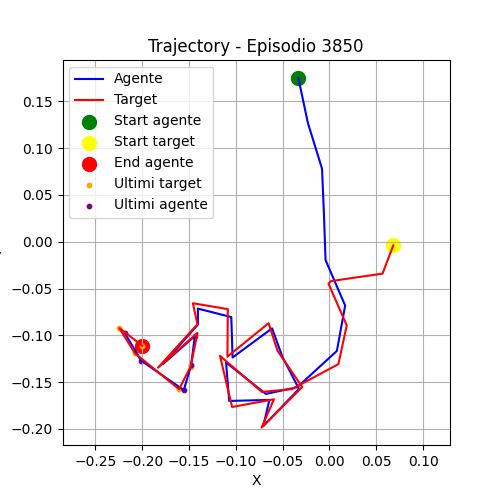 Trajectory - Episodio 3850
Agente
Target
Start agente
Start target
End agente
Ultimi target
Ultimi agente
0.15
0.10
0.05
0.00
−0.05
−0.10
−0.15
−0.20
−0.25 −0.20 −0.15 −0.10 −0.05 0.00 0.05 0.10
X